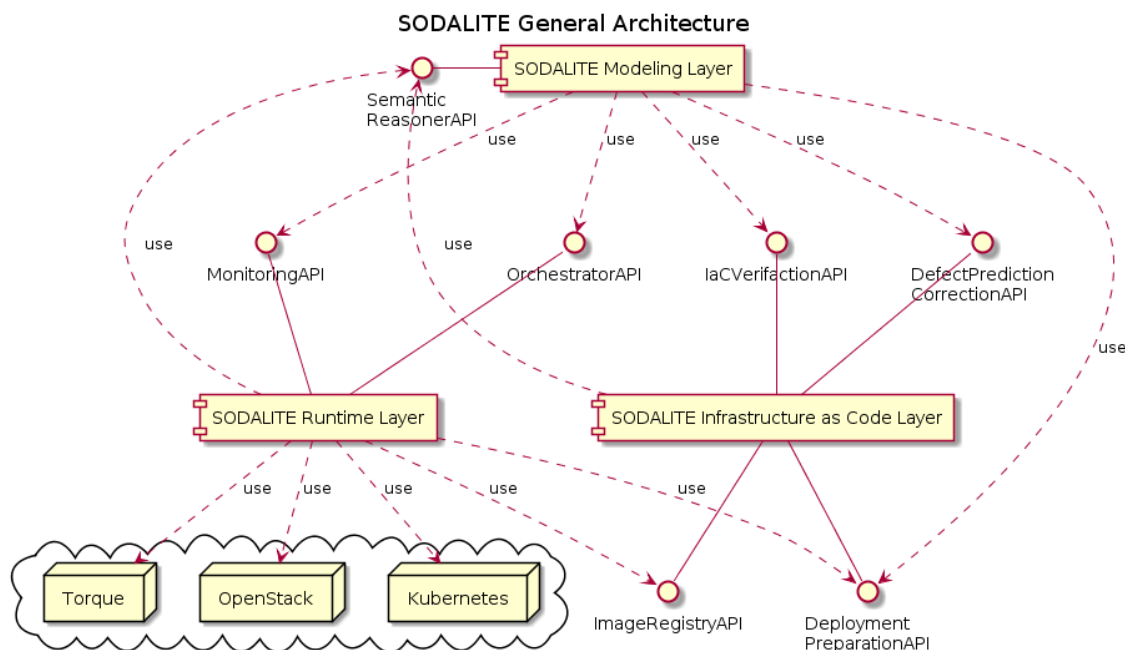 SODALITE General Architecture
SODALITE Modeling Layer
Semantic
ReasonerAPI
use
use
use
use
use
use
use
MonitoringAPI
OrchestratorAPI
IaCVerifactionAPI
DefectPrediction
CorrectionAPI
use
SODALITE Runtime Layer
SODALITE Infrastructure as Code Layer
use
use
use
use
Torque
OpenStack
Kubernetes
ImageRegistryAPI
Deployment
PreparationAPI